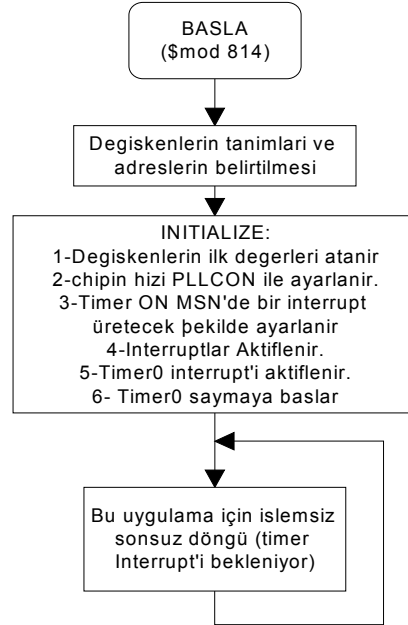 BASLA
($mod 814)
Degiskenlerin tanimlari ve
adreslerin belirtilmesi
INITIALIZE:
1-Degiskenlerin ilk degerleri atanir
2-chipin hizi PLLCON ile ayarlanir.
3-Timer ON MSN'de bir interrupt
üretecek þekilde ayarlanir
4-Interruptlar Aktiflenir.
5-Timer0 interrupt'i aktiflenir.
6- Timer0 saymaya baslar
Bu uygulama için islemsiz
sonsuz döngü (timer
Interrupt'i bekleniyor)